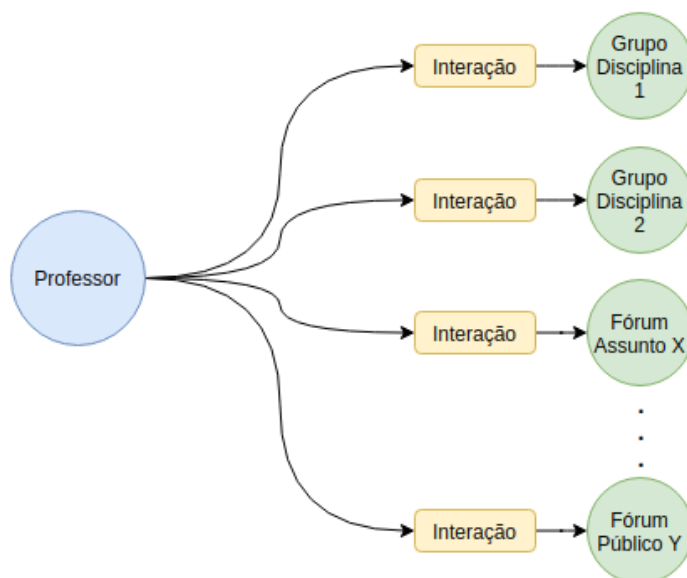 Interação
Grupo
Disciplina
1
Interação
Grupo
Disciplina
2
Professor
Interação
Fórum
Assunto X
Interação
Fórum
Público Y